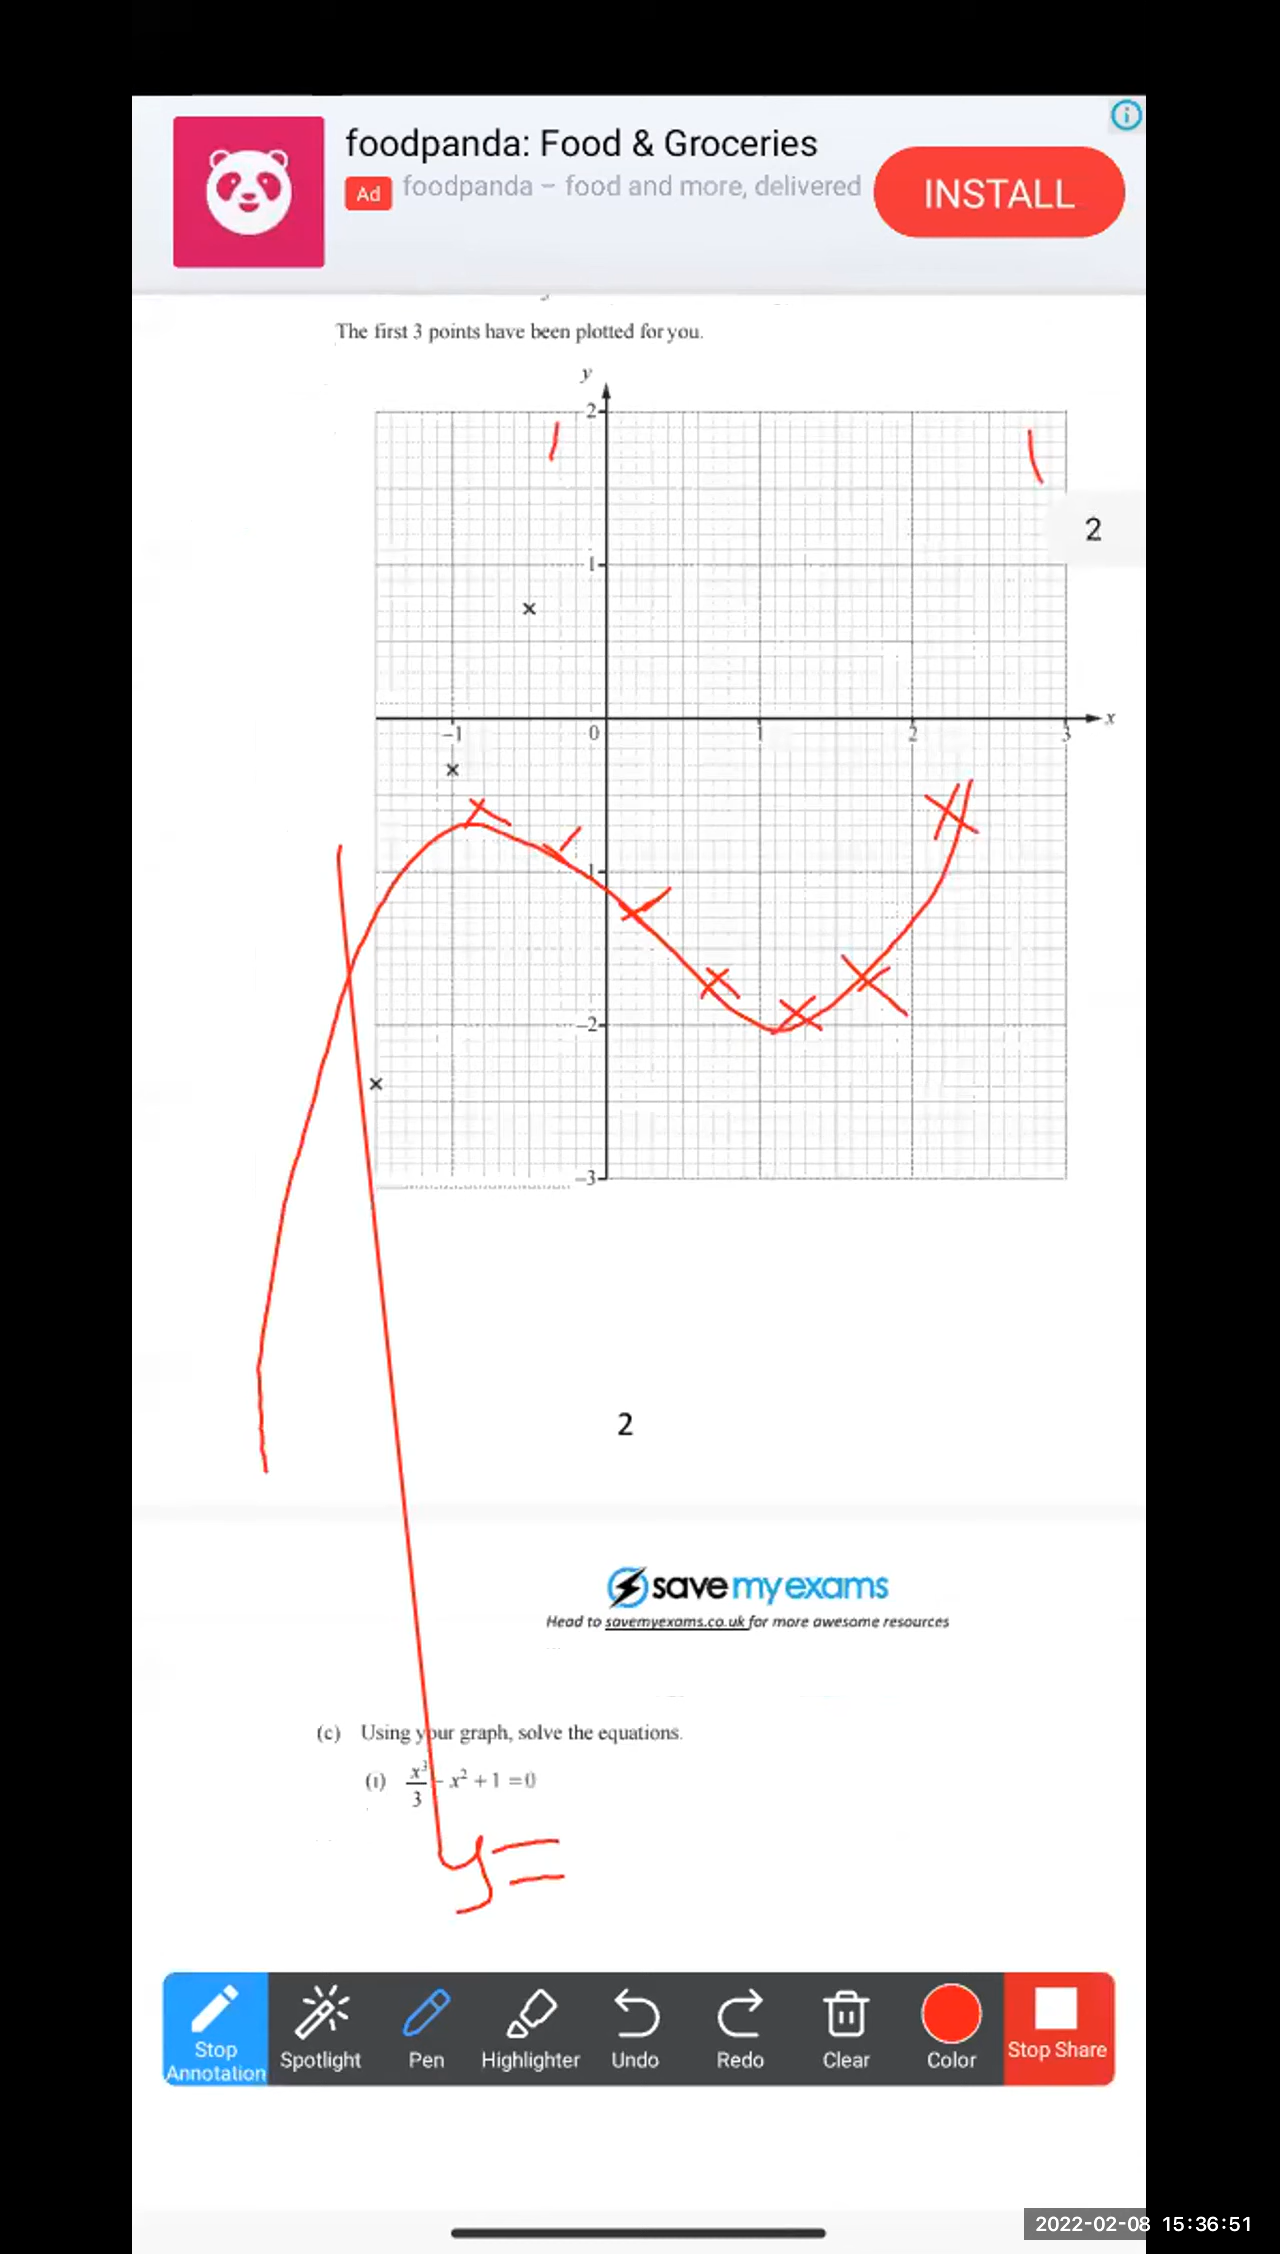 foodpanda: Food & Groceries
Ad foodpanda – food and more, delivered
INSTALL
The first 3 points have been plotted for you.
y
2
2
1
x
-1 0 1 2 3
-1
-2
-3
2
save my exams
Head to savemyexams.co.uk for more awesome resources
(c) Using your graph, solve the equations.
(i) x³/3 - x² + 1 = 0
y=
Stop Annotation
Spotlight
Pen
Highlighter
Undo
Redo
Clear
Color
Stop Share
2022-02-08 15:36:51